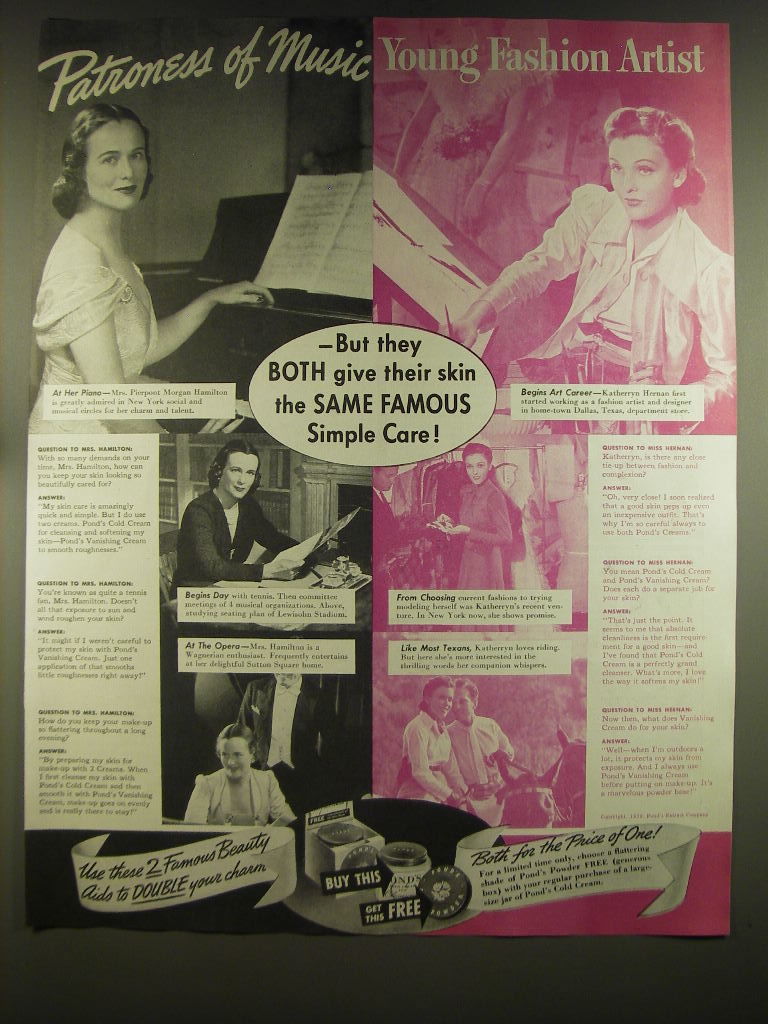 Patroness of Music
Young Fashion Artist
—But they
BOTH give their skin
the SAME FAMOUS
Simple Care!
At Her Piano—Mrs. Pierpont Morgan Hamilton
is greatly admired in New York social and
musical circles for her charm and talent.
Begins Art Career—Katherryn Hernan first
started working as a fashion artist and designer
in home-town Dallas, Texas, department store.
QUESTION TO MRS. HAMILTON:
With so many demands on your
time, Mrs. Hamilton, how can
you keep your skin looking so
beautifully cared for?
ANSWER:
"My skin care is amazingly
quick and simple. But I do use
two creams. Pond's Cold Cream
for cleansing and softening my
skin—Pond's Vanishing Cream
to smooth roughnesses."
QUESTION TO MRS. HAMILTON:
You're known as quite a tennis
fan, Mrs. Hamilton. Doesn't
all that exposure to sun and
wind roughen your skin?
ANSWER:
"It might if I weren't careful to
protect my skin with Pond's
Vanishing Cream. Just one
application of that smooths
little roughnesses right away!"
QUESTION TO MRS. HAMILTON:
How do you keep your make-up
so flattering throughout a long
evening?
ANSWER:
"By preparing my skin for
make-up with 2 Creams. When
I first cleanse my skin with
Pond's Cold Cream and then
smooth it with Pond's Vanishing
Cream, make-up goes on evenly
and is really there to stay!"
Begins Day with tennis. Then committee
meetings of 4 musical organizations. Above,
studying seating plan of Lewisohn Stadium.
At The Opera—Mrs. Hamilton is a
Wagnerian enthusiast. Frequently entertains
at her delightful Sutton Square home.
From Choosing current fashions to trying
modeling herself was Katherryn's recent ven-
ture. In New York now, she shows promise.
Like Most Texans, Katherryn loves riding.
But here she's more interested in the
thrilling words her companion whispers.
QUESTION TO MISS HERNAN:
Katherryn, is there any close
tie-up between fashion and
complexion?
ANSWER:
"Oh, very close! I soon realized
that a good skin peps up even
an inexpensive outfit. That's
why I'm so careful always to
use both Pond's Creams."
QUESTION TO MISS HERNAN:
You mean Pond's Cold Cream
and Pond's Vanishing Cream?
Does each do a separate job for
your skin?
ANSWER:
"That's just the point. It
seems to me that absolute
cleanliness is the first require-
ment for a good skin—and
I've found that Pond's Cold
Cream is a perfectly grand
cleanser. What's more, I love
the way it softens my skin!"
QUESTION TO MISS HERNAN:
Now then, what does Vanishing
Cream do for your skin?
ANSWER:
"Well—when I'm outdoors a
lot, it protects my skin from
exposure. And I always use
Pond's Vanishing Cream
before putting on make-up. It's
a marvelous powder base!"
Copyright, 1939, Pond's Extract Company
Use these 2 Famous Beauty
Aids to DOUBLE your charm
FREE
BUY THIS
GET THIS FREE
POND'S
POWDER
Both for the Price of One!
For a limited time only, choose a flattering
shade of Pond's Powder FREE (generous
box) with your regular purchase of a large-
size jar of Pond's Cold Cream.